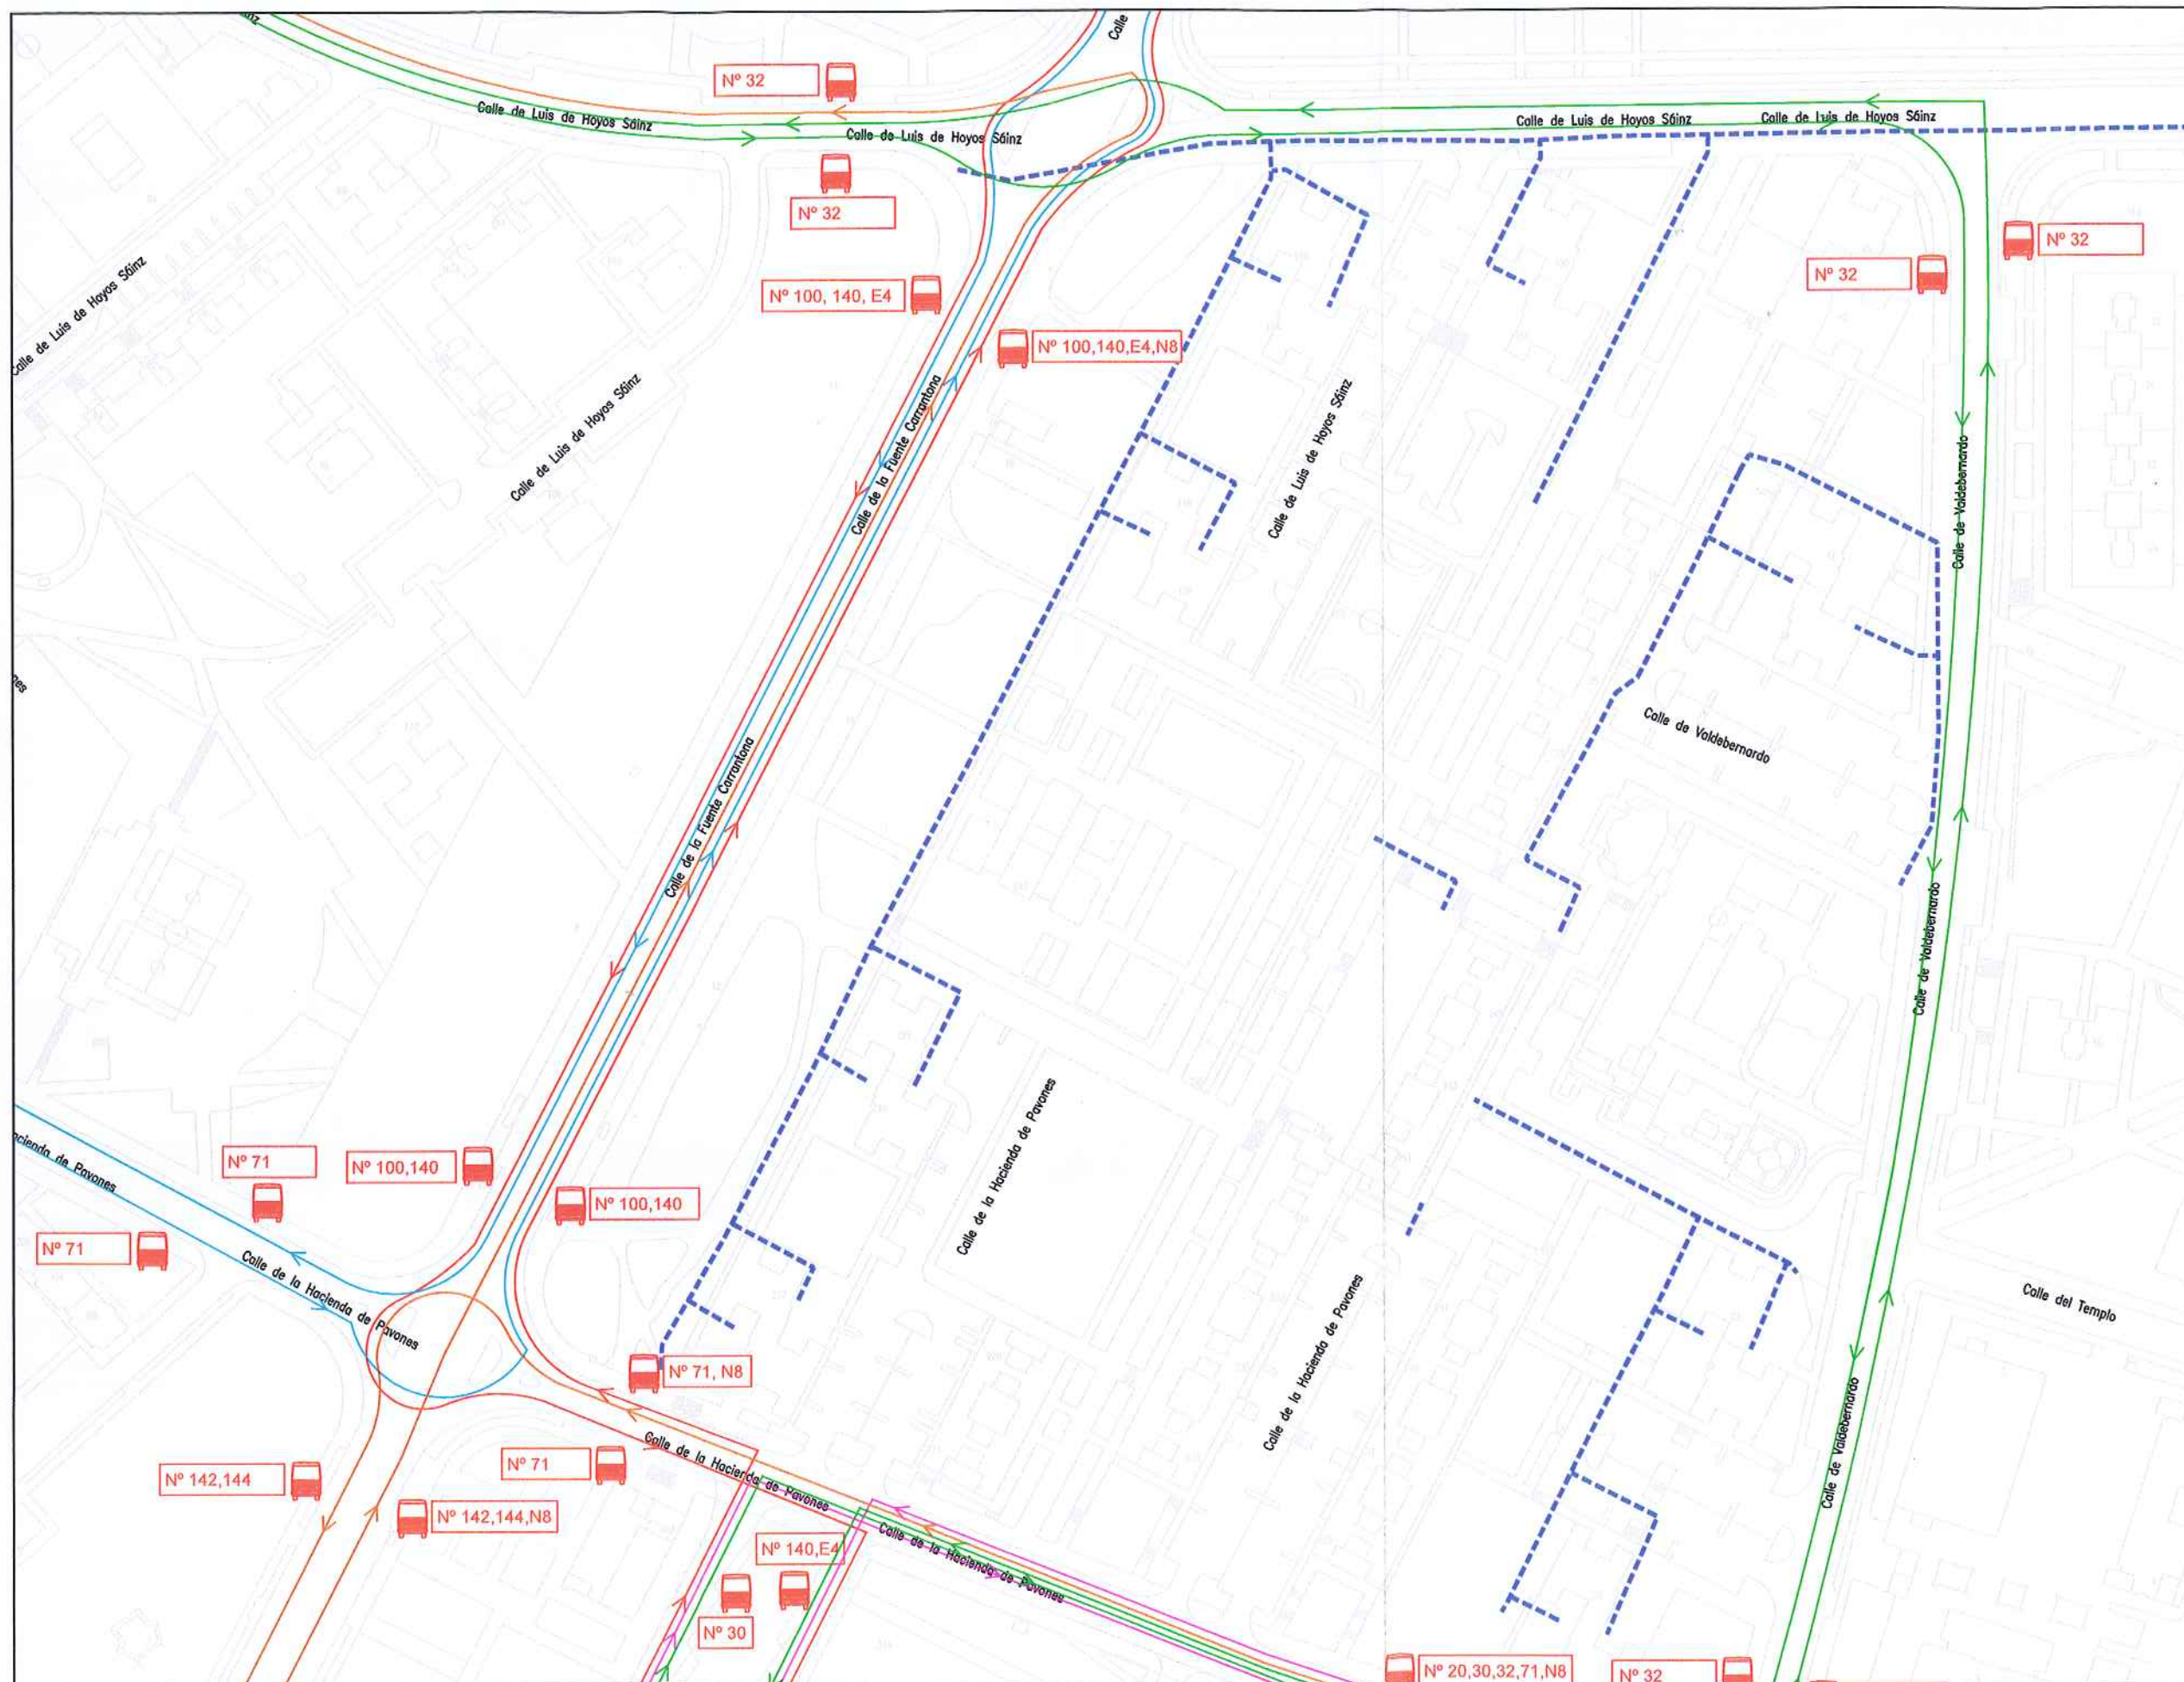 Calle
Nº 32
Calle de Luis de Hoyos Sáinz
Calle de Luis de Hoyos Sáinz
Calle de Luis de Hoyos Sáinz
Calle de Luis de Hoyos Sáinz
Nº 32
Nº 32
Nº 32
Calle de Luis de Hoyos Sáinz
Nº 100, 140, E4
Nº 100,140,E4,N8
Calle de Luis de Hoyos Sáinz
Calle de Luis de Hoyos Sáinz
Calle de la Fuente Carrantona
Calle de Valdebernardo
Calle de Valdebernardo
Calle de la Fuente Carrantona
Calle de Valdebernardo
Calle de la Hacienda de Pavones
Nº 71
Nº 100,140
Nº 100,140
Nº 71
cienda de Pavones
Calle de la Hacienda de Pavones
Calle de la Hacienda de Pavones
Calle del Templo
Nº 71, N8
Calle de Valdebernardo
Calle de la Hacienda de Pavones
Nº 71
Nº 142,144
Nº 142,144,N8
Calle de la Hacienda de Pavones
Nº 140,E4
Nº 30
Nº 20,30,32,71,N8
Nº 32